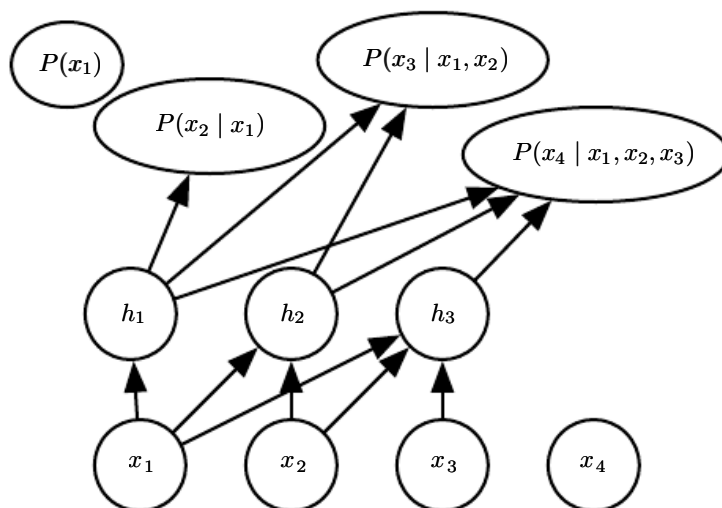 P(x₁)
P(x₃ | x₁, x₂)
P(x₂ | x₁)
P(x₄ | x₁, x₂, x₃)
h₁
h₂
h₃
x₁
x₂
x₃
x₄